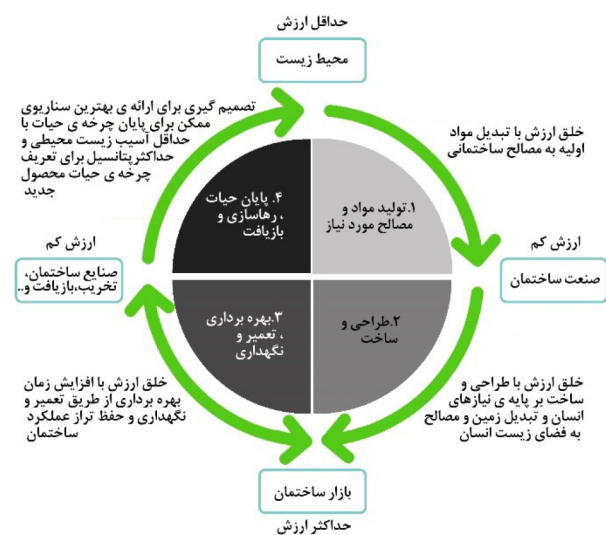 حداقل ارزش
محیط زیست
تصمیم گیری برای ارائه ی بهترین سناریوی
ممکن برای پایان چرخه ی حیات با
حداقل آسیب زیست محیطی و
حداکثر پتانسیل برای تعریف
چرخه ی حیات محصول
جدید
خلق ارزش با تبدیل مواد
اولیه به مصالح ساختمانی
۱.تولید مواد و
مصالح مورد نیاز
۴. پایان حیات
، رهاسازی و
بازیافت
ارزش کم
صنعت ساختمان
ارزش کم
صنایع ساختمان،
تخریب،بازیافت و..
۲.طراحی و
ساخت
۳.بهره برداری
، تعمیر و
نگهداری
خلق ارزش با طراحی و
ساخت بر پایه ی نیازهای
انسان و تبدیل زمین و مصالح
به فضای زیست انسان
خلق ارزش با افزایش زمان
بهره برداری از طریق تعمیر و
نگهداری و حفظ تراز عملکرد
ساختمان
بازار ساختمان
حداکثر ارزش